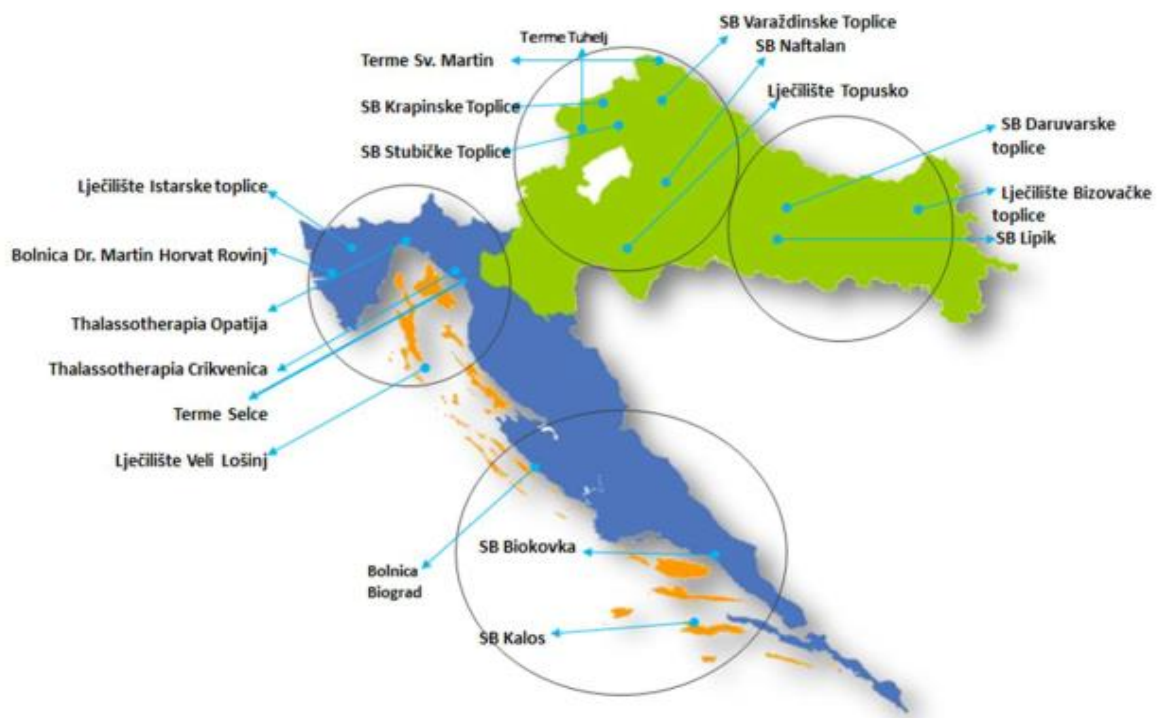 SB Varaždinske Toplice
Terme Tuhelj
SB Naftalan
Terme Sv. Martin
Lječilište Topusko
SB Krapinske Toplice
SB Daruvarske
toplice
SB Stubičke Toplice
Lječilište Istarske toplice
Lječilište Bizovačke
toplice
SB Lipik
Bolnica Dr. Martin Horvat Rovinj
Thalassotherapia Opatija
Thalassotherapia Crikvenica
Terme Selce
Lječilište Veli Lošinj
SB Biokovka
Bolnica
Biograd
SB Kalos